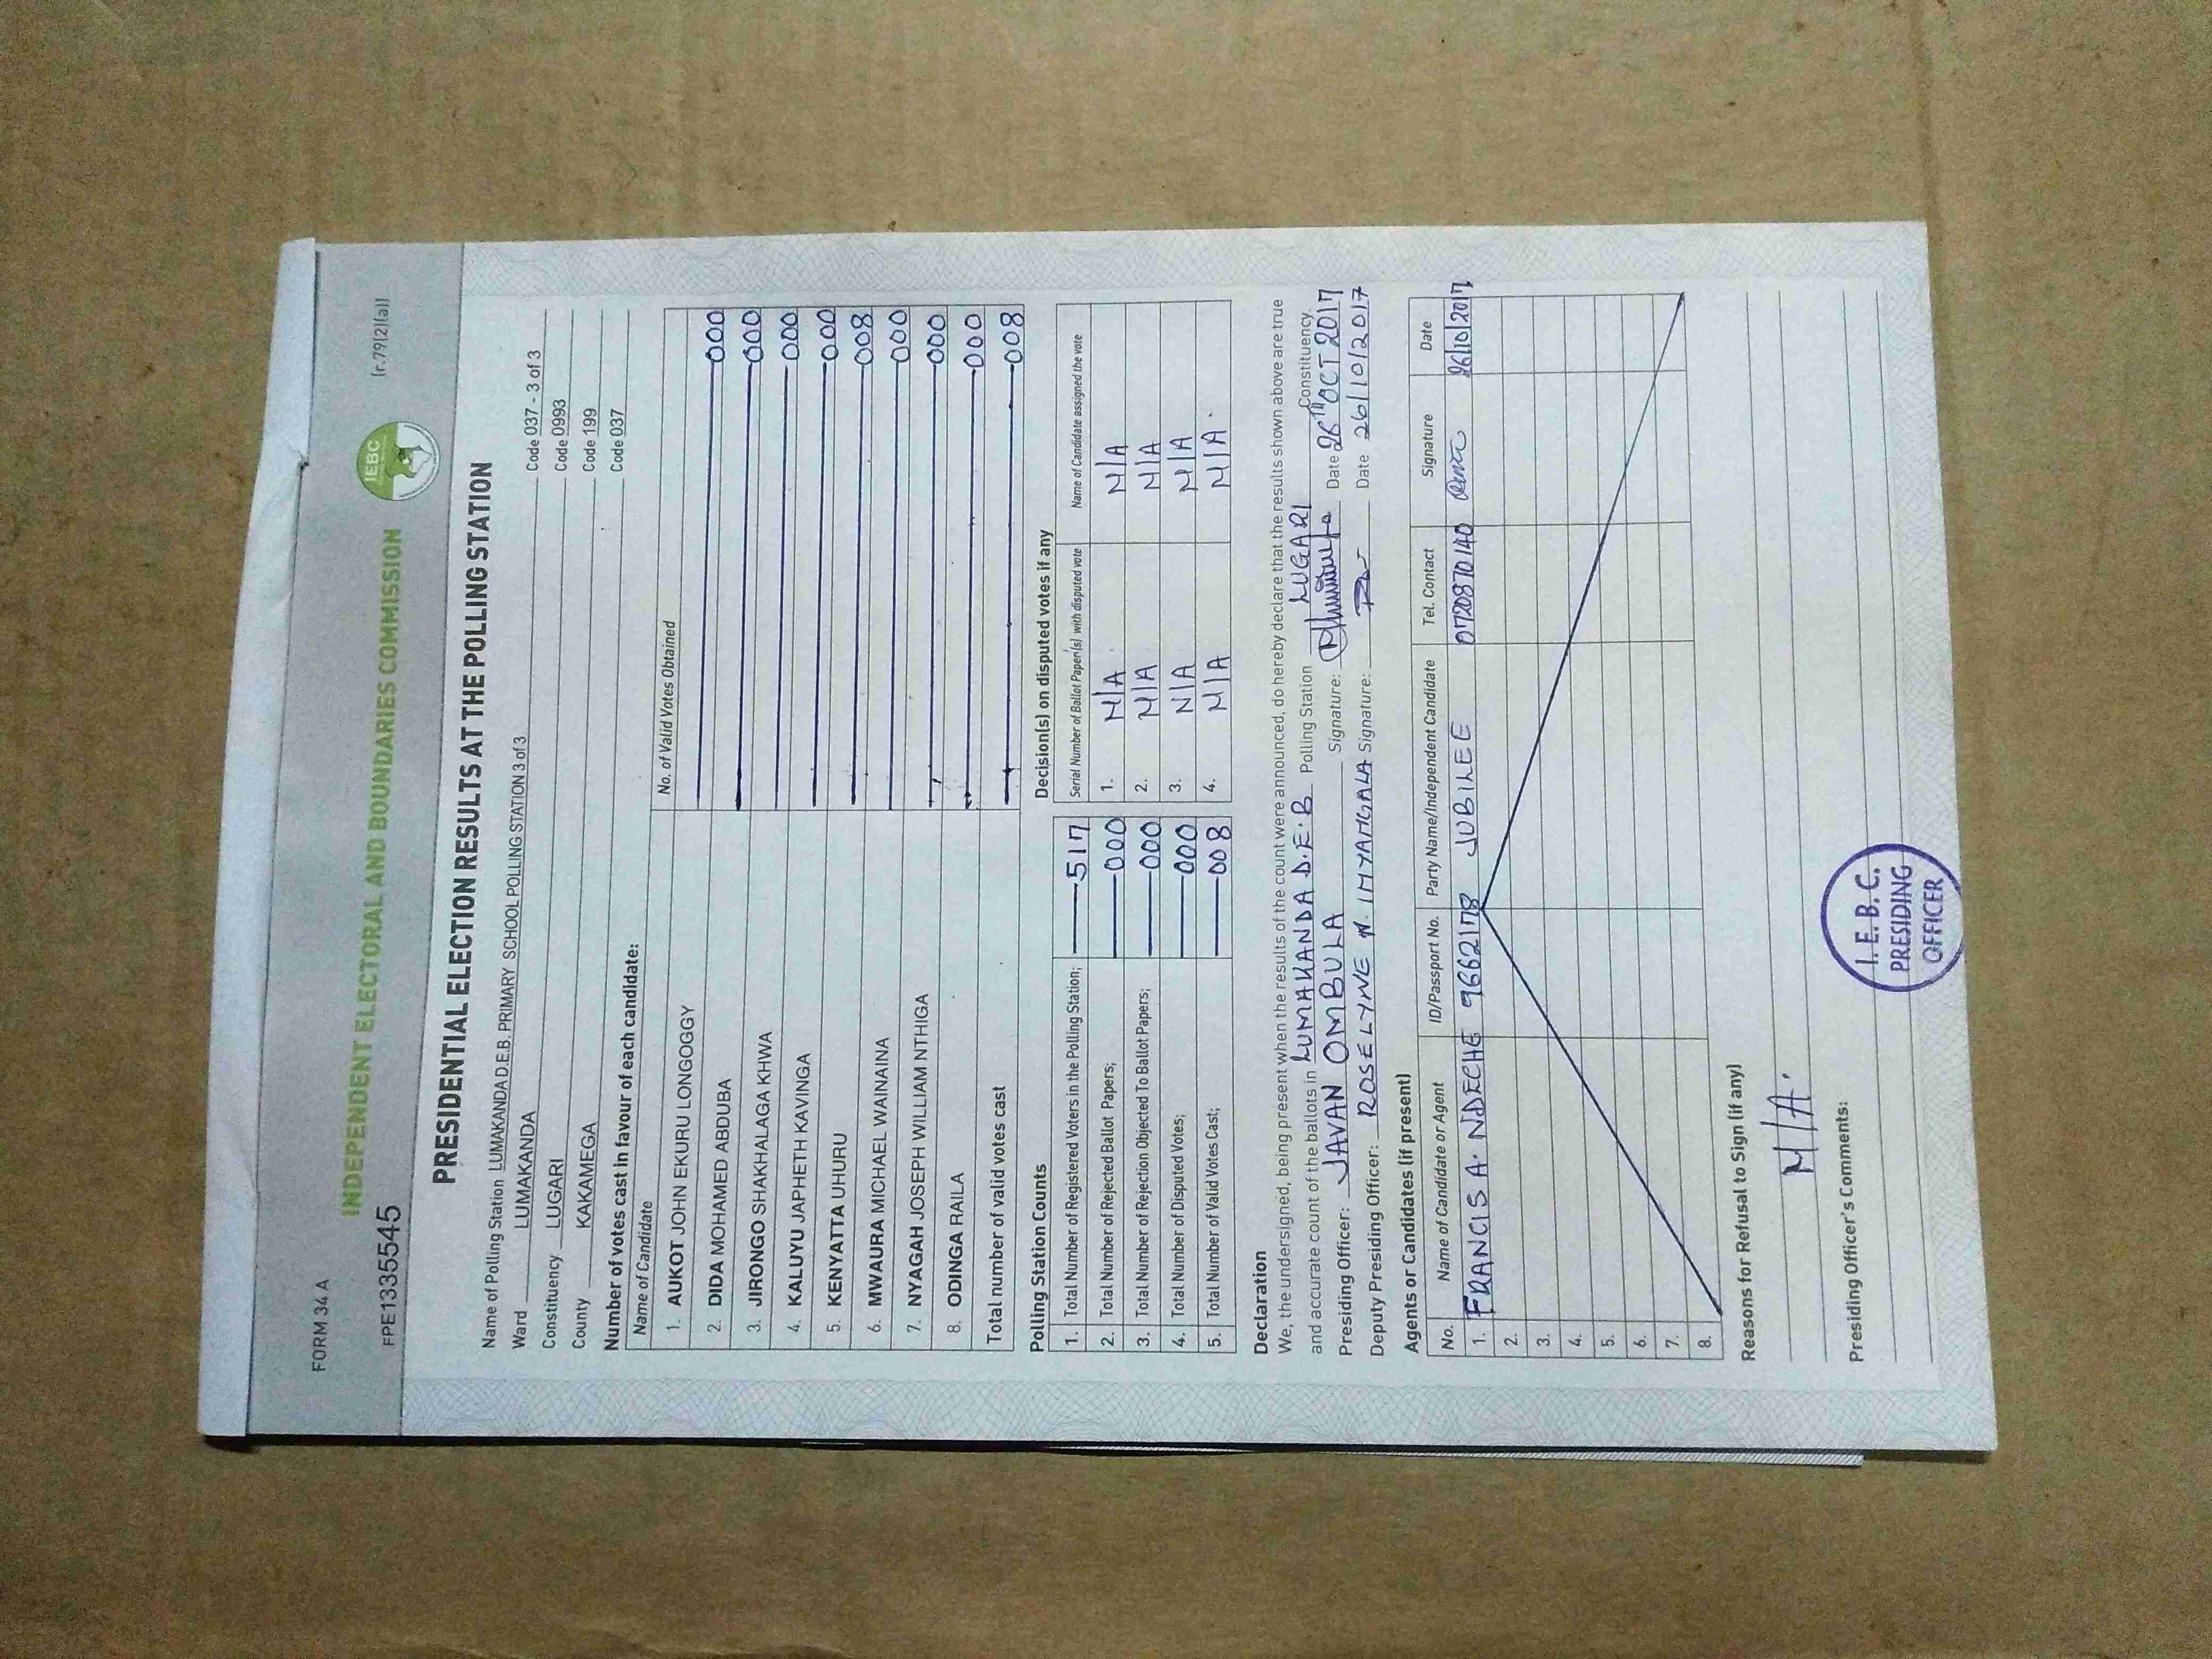 FORM 34 A
(r.79(2)(a))
INDEPENDENT ELECTORAL AND BOUNDARIES COMMISSION
IEBC
FPE1335545
PRESIDENTIAL ELECTION RESULTS AT THE POLLING STATION
Name of Polling Station LUMAKANDA D.E.B. PRIMARY SCHOOL POLLING STATION 3 of 3 Code 037 - 3 of 3
Ward LUMAKANDA Code 0993
Constituency LUGARI Code 199
County KAKAMEGA Code 037
Number of votes cast in favour of each candidate:
Name of Candidate No. of Valid Votes Obtained
1. AUKOT JOHN EKURU LONGOGGY 000
2. DIDA MOHAMED ABDUBA 000
3. JIRONGO SHAKHALAGA KHWA 000
4. KALUYU JAPHETH KAVINGA 000
5. KENYATTA UHURU 008
6. MWAURA MICHAEL WAINAINA 000
7. NYAGAH JOSEPH WILLIAM NTHIGA 000
8. ODINGA RAILA 000
Total number of valid votes cast 008
Polling Station Counts Decision(s) on disputed votes if any
Serial Number of Ballot Paper(s) with disputed vote Name of Candidate assigned the vote
1. Total Number of Registered Voters in the Polling Station; 517 1. N/A N/A
2. Total Number of Rejected Ballot Papers; 000 2. N/A N/A
3. Total Number of Rejection Objected To Ballot Papers; 000 3. N/A N/A
4. Total Number of Disputed Votes; 000 4. N/A N/A.
5. Total Number of Valid Votes Cast; 008
Declaration
We, the undersigned, being present when the results of the count were announced, do hereby declare that the results shown above are true
and accurate count of the ballots in LUMAKANDA D.E.B Polling Station LUGARI Constituency
Presiding Officer: JAVAN OMBULA Signature: Date 26TH OCT 2017
Deputy Presiding Officer: ROSELYNE N. IMYAMGALA Signature: Date 26/10/2017
Agents or Candidates (if present)
No. Name of Candidate or Agent ID/Passport No. Party Name/Independent Candidate Tel. Contact Signature Date
1. FRANCIS A. NDECHE 9662178 JUBILEE 0720870140 26/10/2017
2.
3.
4.
5.
6.
7.
8.
Reasons for Refusal to Sign (if any)
N/A.
Presiding Officer's Comments:
I.E.B.C.
PRESIDING
OFFICER